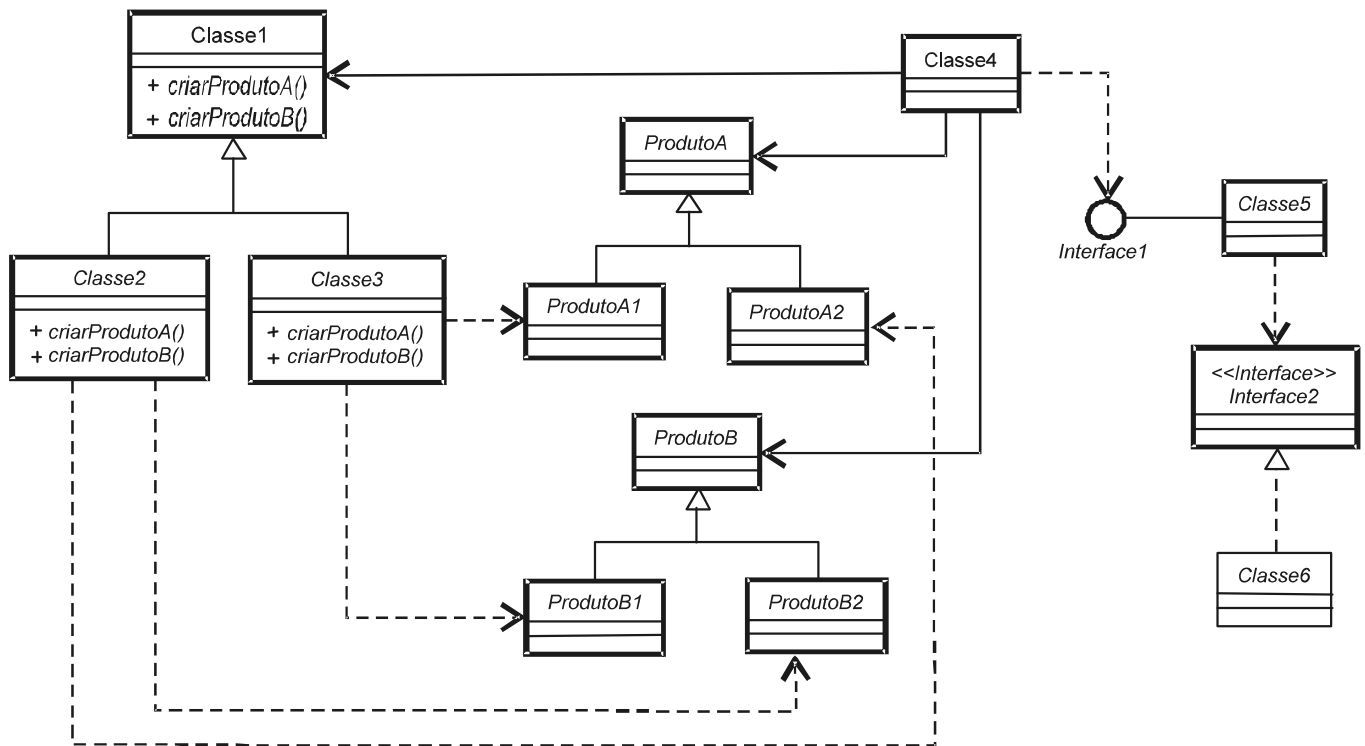 Classe1
+ criarProdutoA()
+ criarProdutoB()
Classe4
ProdutoA
Classe5
Interface1
Classe2
+ criarProdutoA()
+ criarProdutoB()
Classe3
+ criarProdutoA()
+ criarProdutoB()
ProdutoA1
ProdutoA2
<<Interface>>
Interface2
ProdutoB
Classe6
ProdutoB1
ProdutoB2